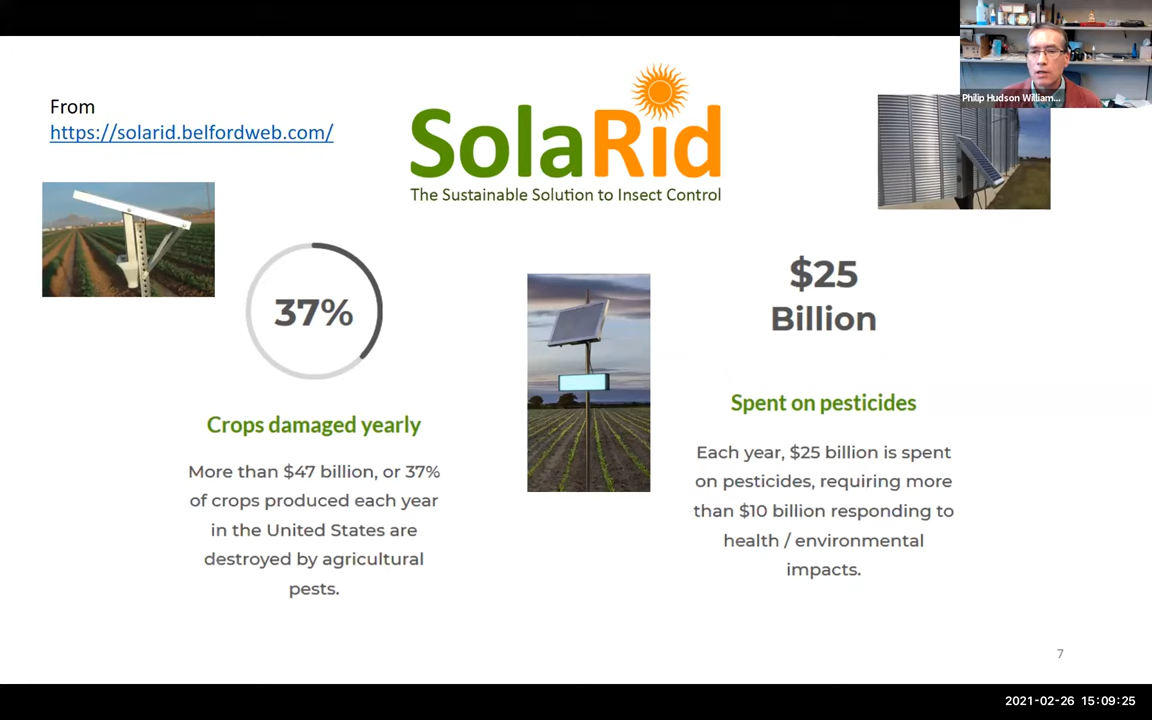 From
https://solarid.belfordweb.com/
SolaRid
The Sustainable Solution to Insect Control
Philip Hudson William...
37%
Crops damaged yearly
More than $47 billion, or 37%
of crops produced each year
in the United States are
destroyed by agricultural
pests.
$25
Billion
Spent on pesticides
Each year, $25 billion is spent
on pesticides, requiring more
than $10 billion responding to
health / environmental
impacts.
7
2021-02-26 15:09:25